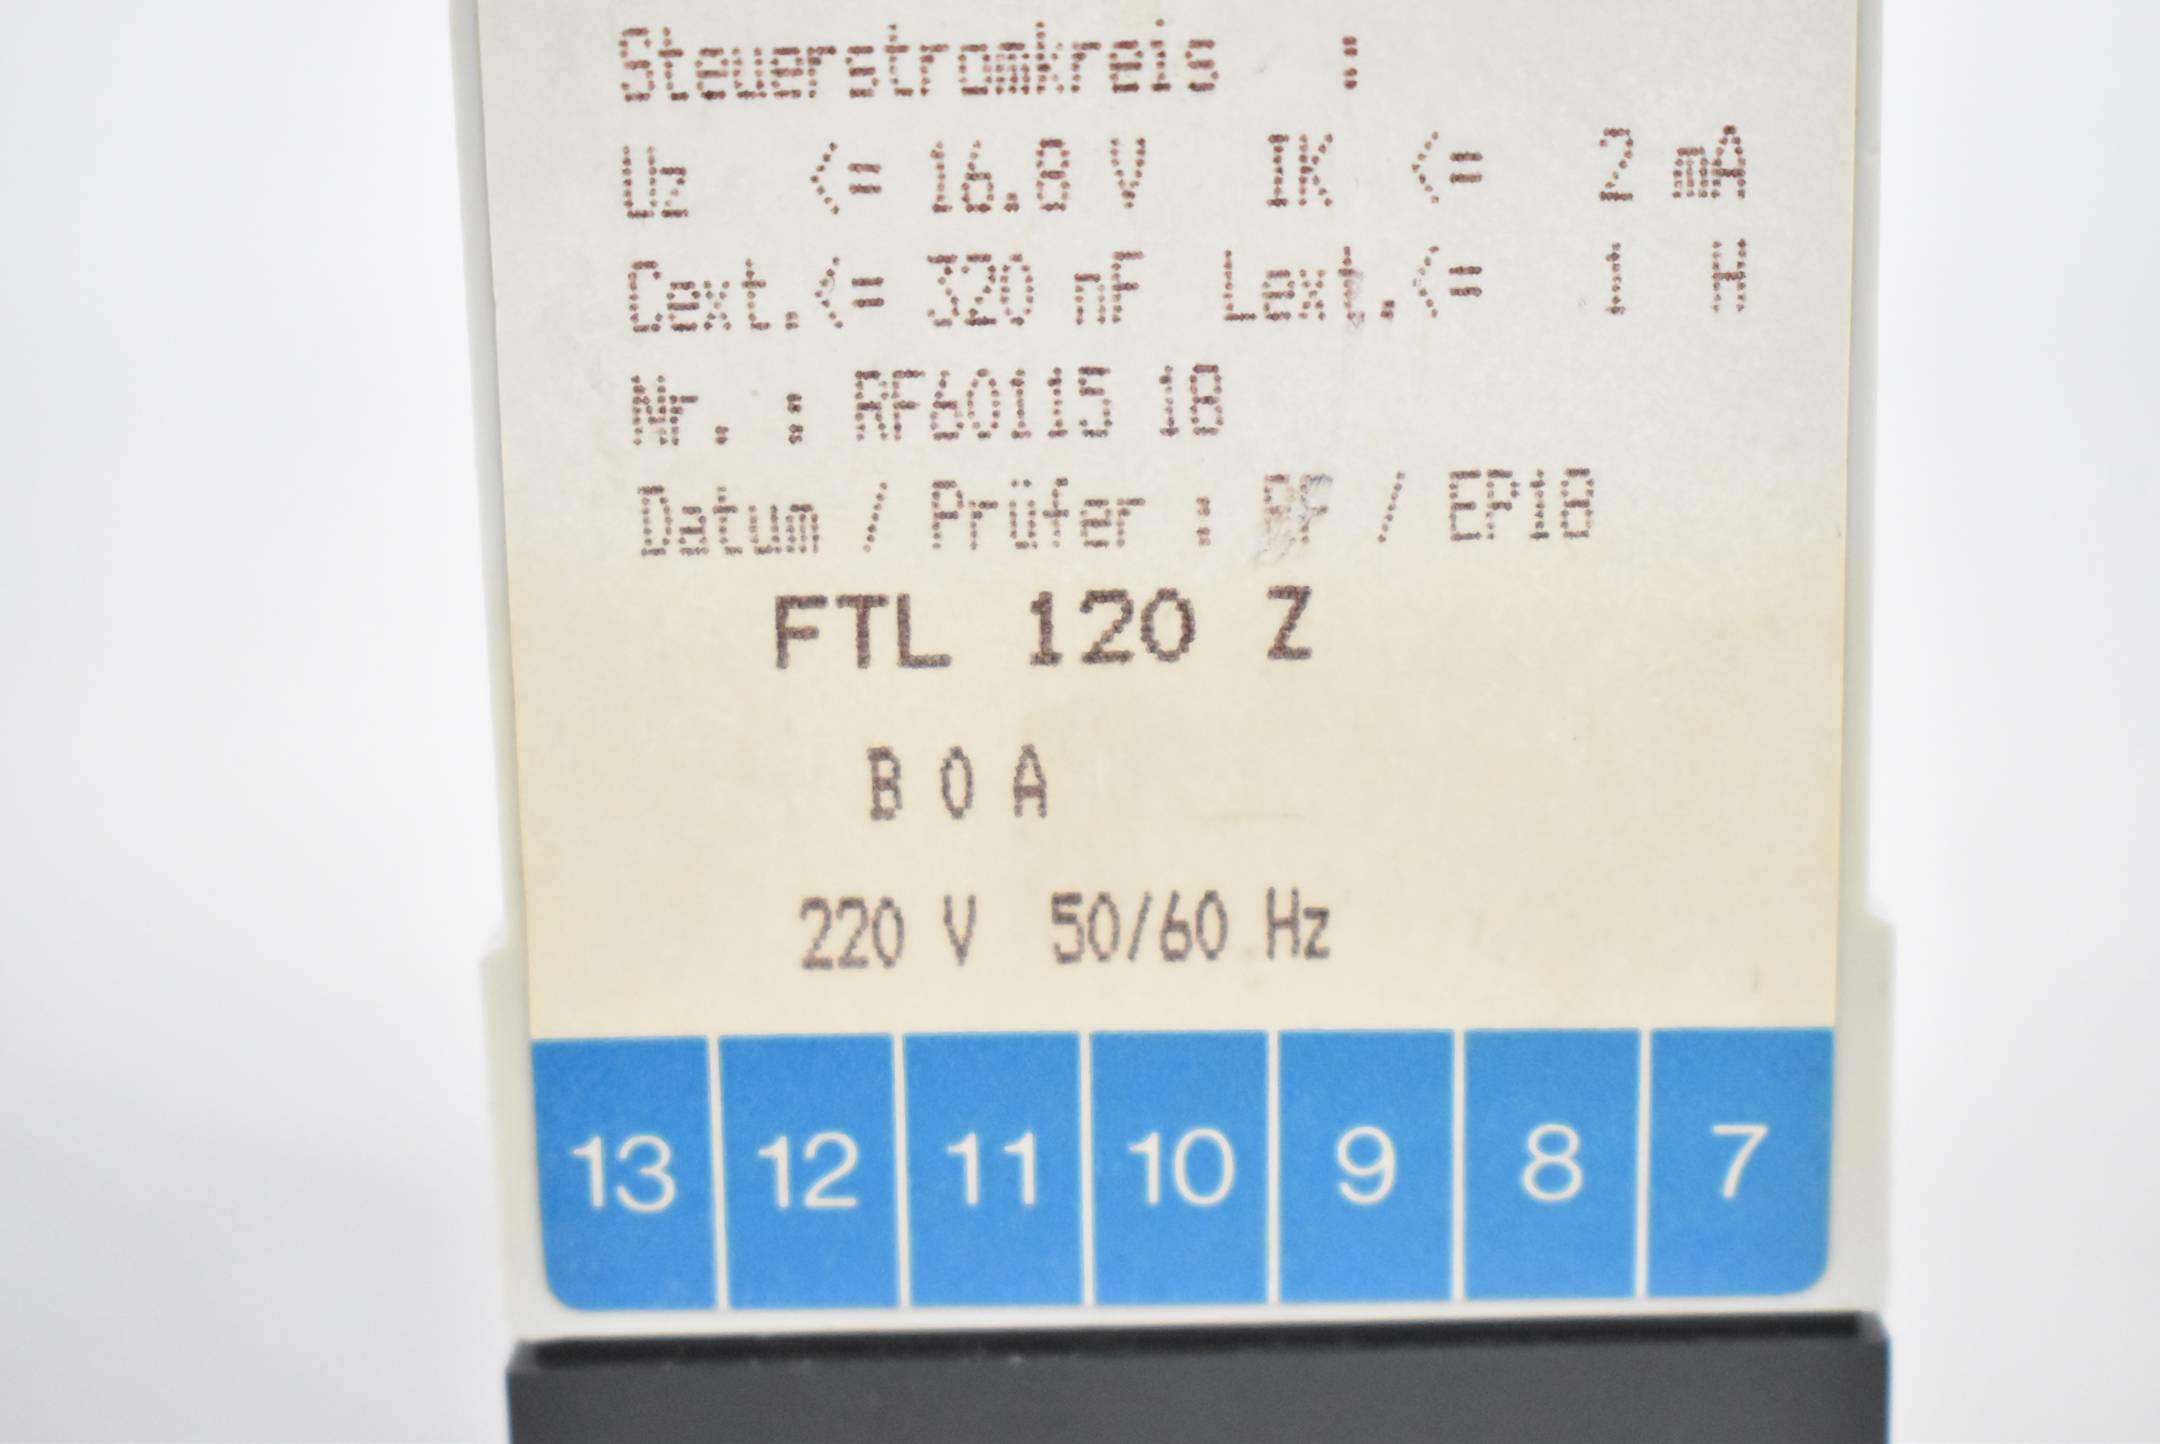 Steuerstromkreis :
Uz <= 16.8 V IK <= 2 mA
Cext.<= 320 nF Lext.<= 1 H
Nr. : RF60115 18
Datum / Prüfer : RF / EP18
FTL 120 Z
B 0 A
220 V 50/60 Hz
13 12 11 10 9 8 7